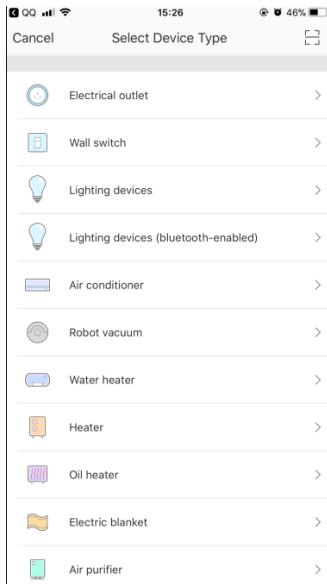 QQ 15:26 46%
Cancel Select Device Type
Electrical outlet
Wall switch
Lighting devices
Lighting devices (bluetooth-enabled)
Air conditioner
Robot vacuum
Water heater
Heater
Oil heater
Electric blanket
Air purifier